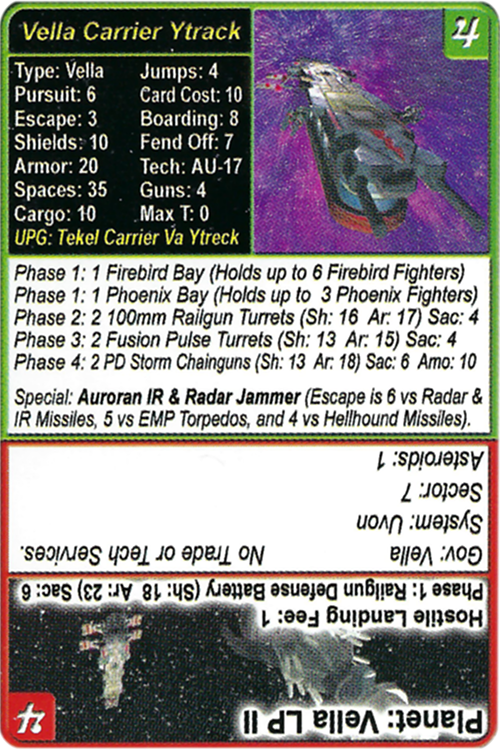 Vella Carrier Ytrack
4
Type: Vella Jumps: 4
Pursuit: 6 Card Cost: 10
Escape: 3 Boarding: 8
Shields: 10 Fend Off: 7
Armor: 20 Tech: AU-17
Spaces: 35 Guns: 4
Cargo: 10 Max T: 0
UPG: Tekel Carrier Va Ytreck
Phase 1: 1 Firebird Bay (Holds up to 6 Firebird Fighters)
Phase 1: 1 Phoenix Bay (Holds up to 3 Phoenix Fighters)
Phase 2: 2 100mm Railgun Turrets (Sh: 16 Ar: 17) Sac: 4
Phase 3: 2 Fusion Pulse Turrets (Sh: 13 Ar: 15) Sac: 4
Phase 4: 2 PD Storm Chainguns (Sh: 13 Ar: 18) Sac: 6 Amo: 10
Special: Auroran IR & Radar Jammer (Escape is 6 vs Radar &
IR Missiles, 5 vs EMP Torpedos, and 4 vs Hellhound Missiles).
Planet: Vella LP II
4
Hostile Landing Fee: 1
Phase 1: Railgun Defense Battery (Sh: 18 Ar: 23) Sac: 6
Gov: Vella No Trade or Tech Services.
System: Uvon
Sector: 7
Asteroids: 1